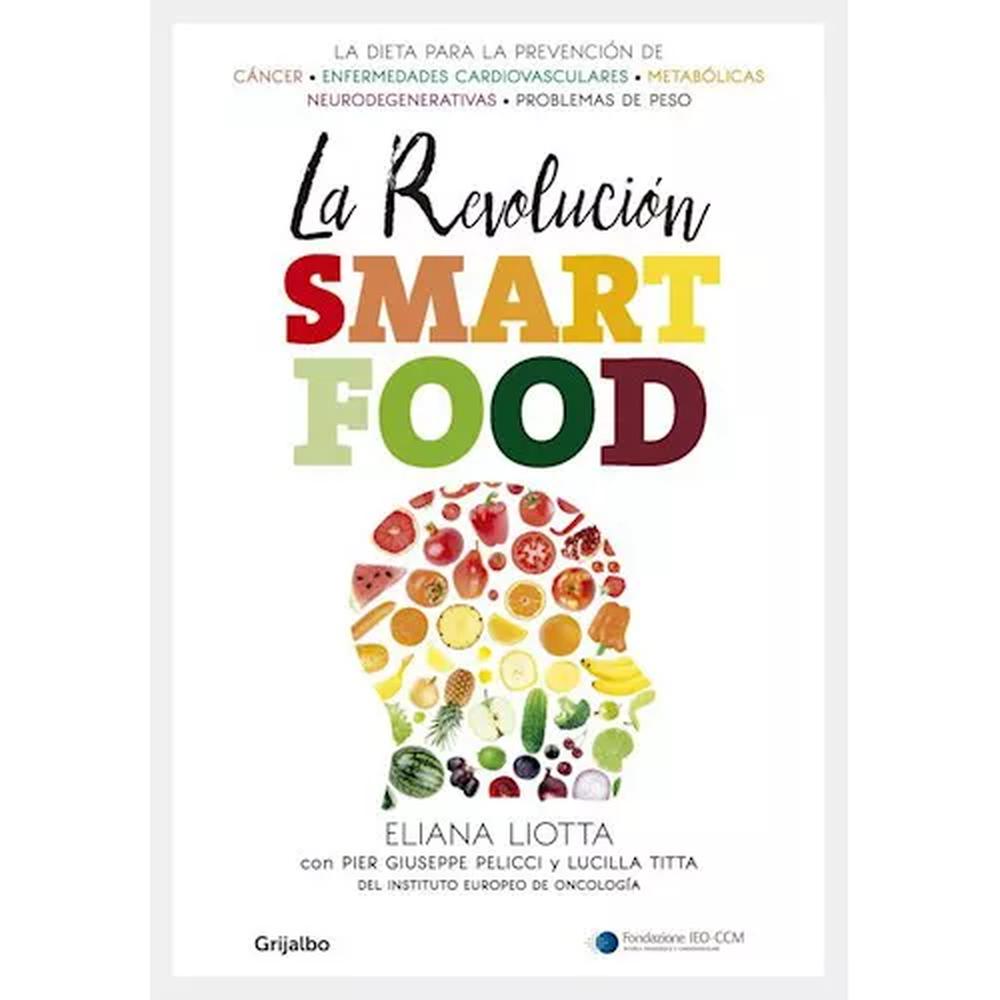 LA DIETA PARA LA PREVENCIÓN DE
CÁNCER • ENFERMEDADES CARDIOVASCULARES • METABÓLICAS
NEURODEGENERATIVAS • PROBLEMAS DE PESO
La Revolución
SMART
FOOD
ELIANA LIOTTA
con PIER GIUSEPPE PELICCI y LUCILLA TITTA
DEL INSTITUTO EUROPEO DE ONCOLOGÍA
Grijalbo
Fondazione IEO-CCM